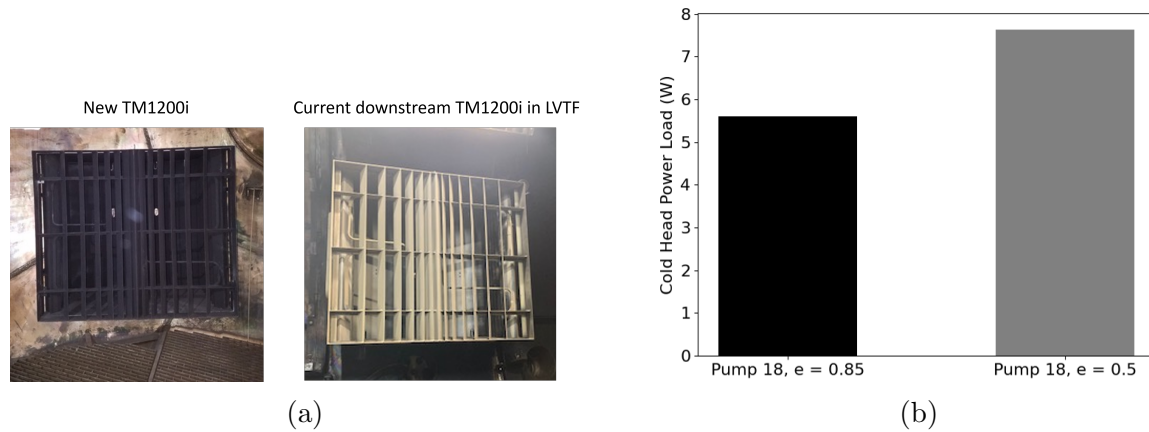 New TM1200i
Current downstream TM1200i in LVTF
(a)
Cold Head Power Load (W)
8
7
6
5
4
3
2
1
0
Pump 18, e = 0.85
Pump 18, e = 0.5
(b)